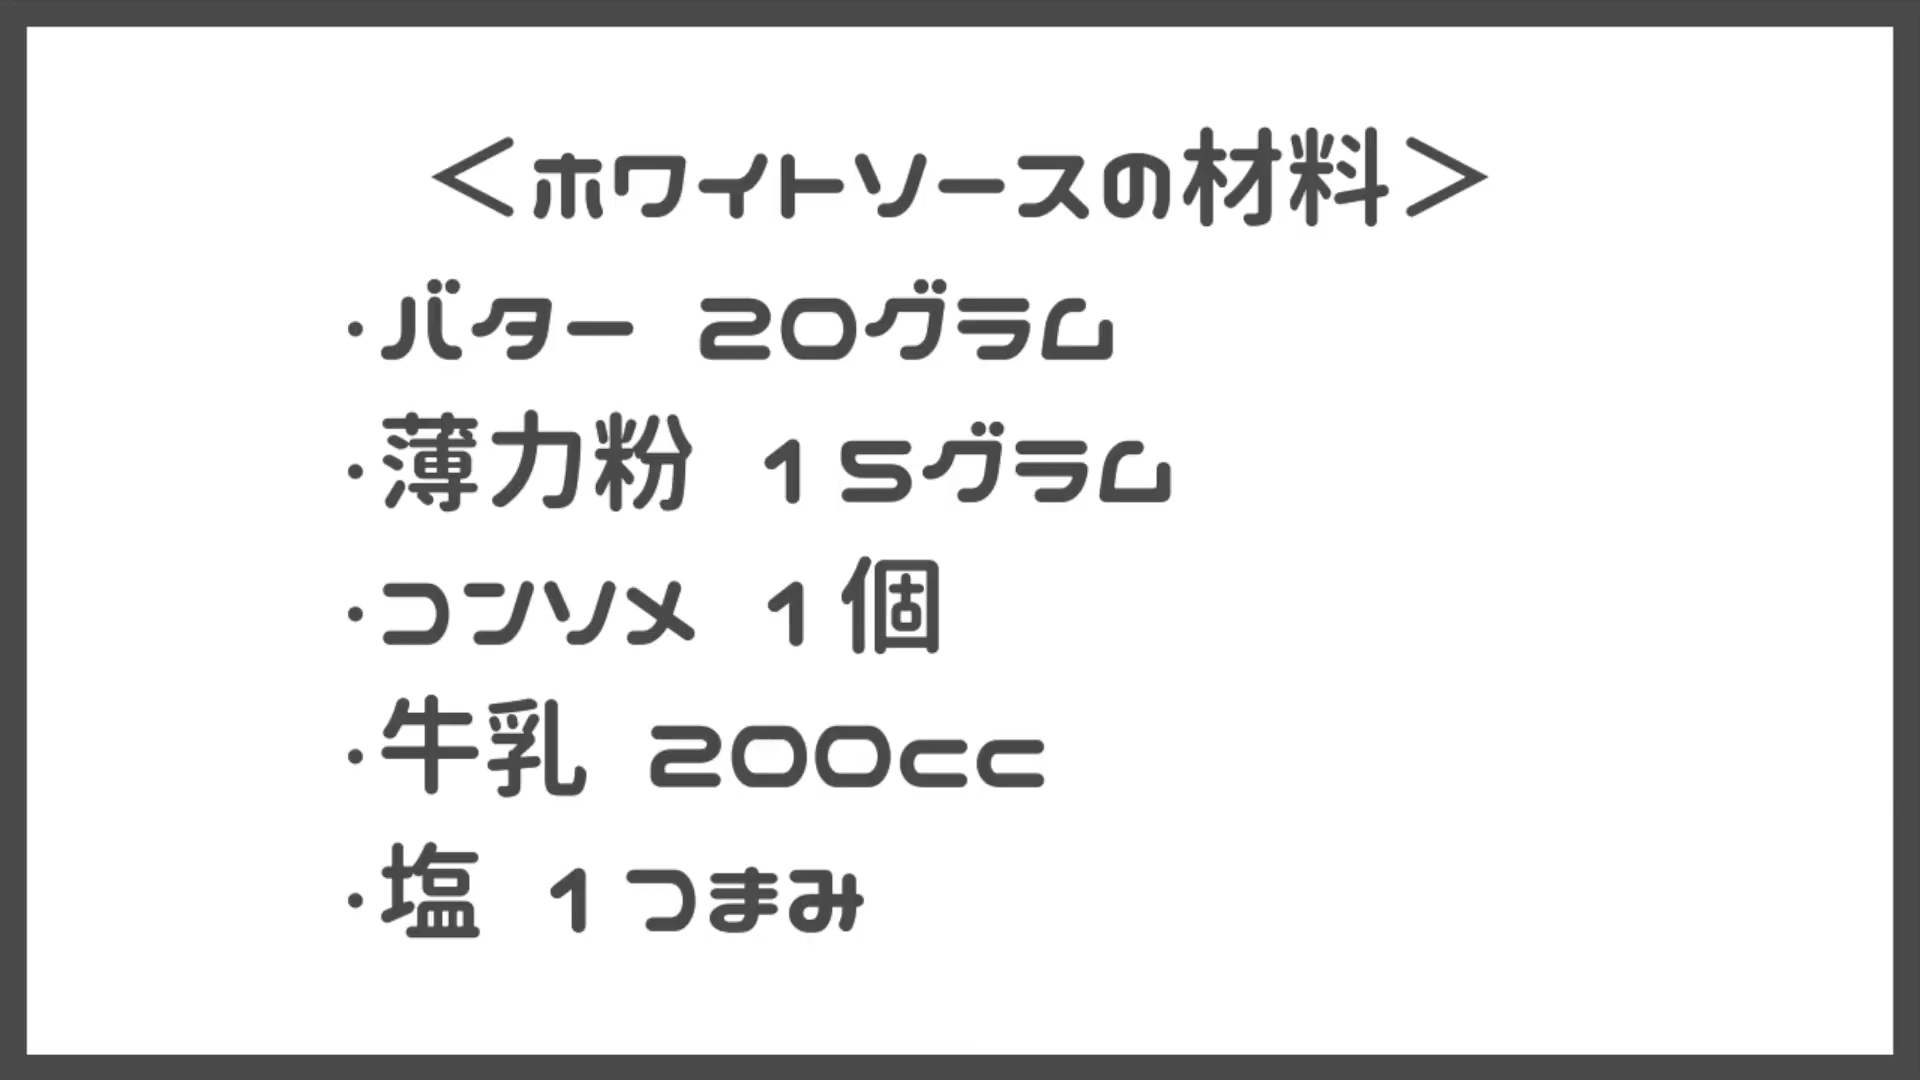 ＜ホワイトソースの材料＞
・バター 20グラム
・薄力粉 15グラム
・コンソメ 1個
・牛乳 200cc
・塩 1つまみ